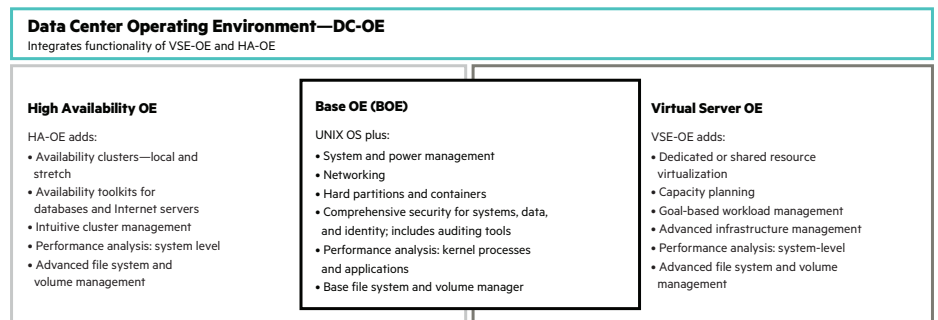 Data Center Operating Environment—DC-OE
Integrates functionality of VSE-OE and HA-OE
High Availability OE
HA-OE adds:
• Availability clusters—local and
stretch
• Availability toolkits for
databases and Internet servers
• Intuitive cluster management
• Performance analysis: system level
• Advanced file system and
volume management
Base OE (BOE)
UNIX OS plus:
• System and power management
• Networking
• Hard partitions and containers
• Comprehensive security for systems, data,
and identity; includes auditing tools
• Performance analysis: kernel processes
and applications
• Base file system and volume manager
Virtual Server OE
VSE-OE adds:
• Dedicated or shared resource
virtualization
• Capacity planning
• Goal-based workload management
• Advanced infrastructure management
• Performance analysis: system-level
• Advanced file system and volume
management